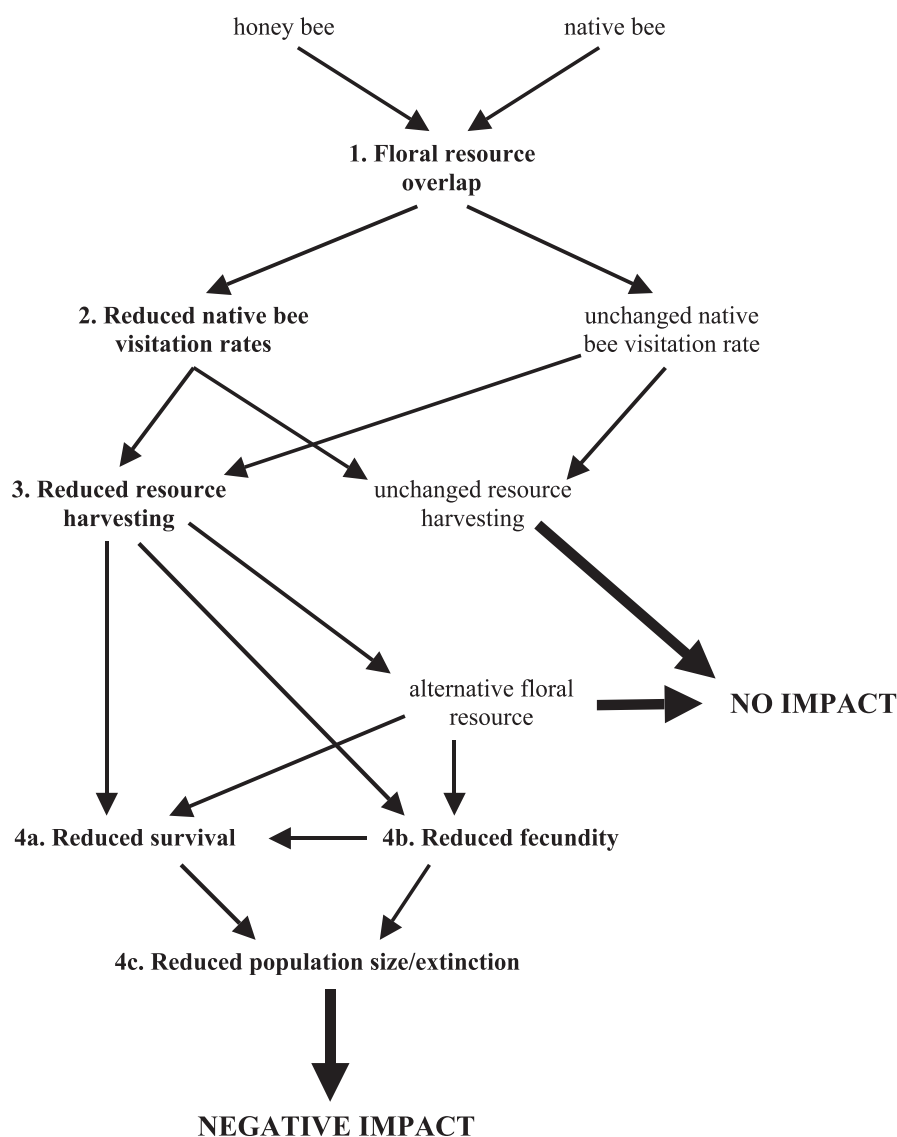 honey bee
native bee
1. Floral resource
overlap
2. Reduced native bee
visitation rates
unchanged native
bee visitation rate
3. Reduced resource
harvesting
unchanged resource
harvesting
alternative floral
resource
NO IMPACT
4a. Reduced survival
4b. Reduced fecundity
4c. Reduced population size/extinction
NEGATIVE IMPACT